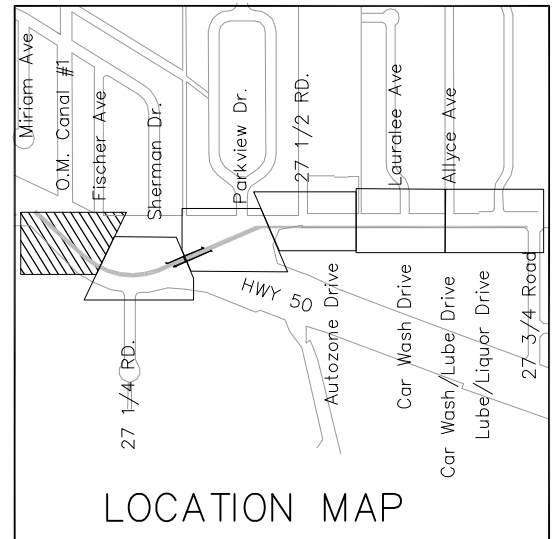 Miriam Ave
O.M. Canal #1
Fischer Ave
Sherman Dr.
Parkview Dr.
27 1/2 RD.
Lauralee Ave
Allyce Ave
HWY 50
27 1/4 RD.
Autozone Drive
Car Wash Drive
Car Wash/Lube Drive
Lube/Liquor Drive
27 3/4 Road
LOCATION MAP